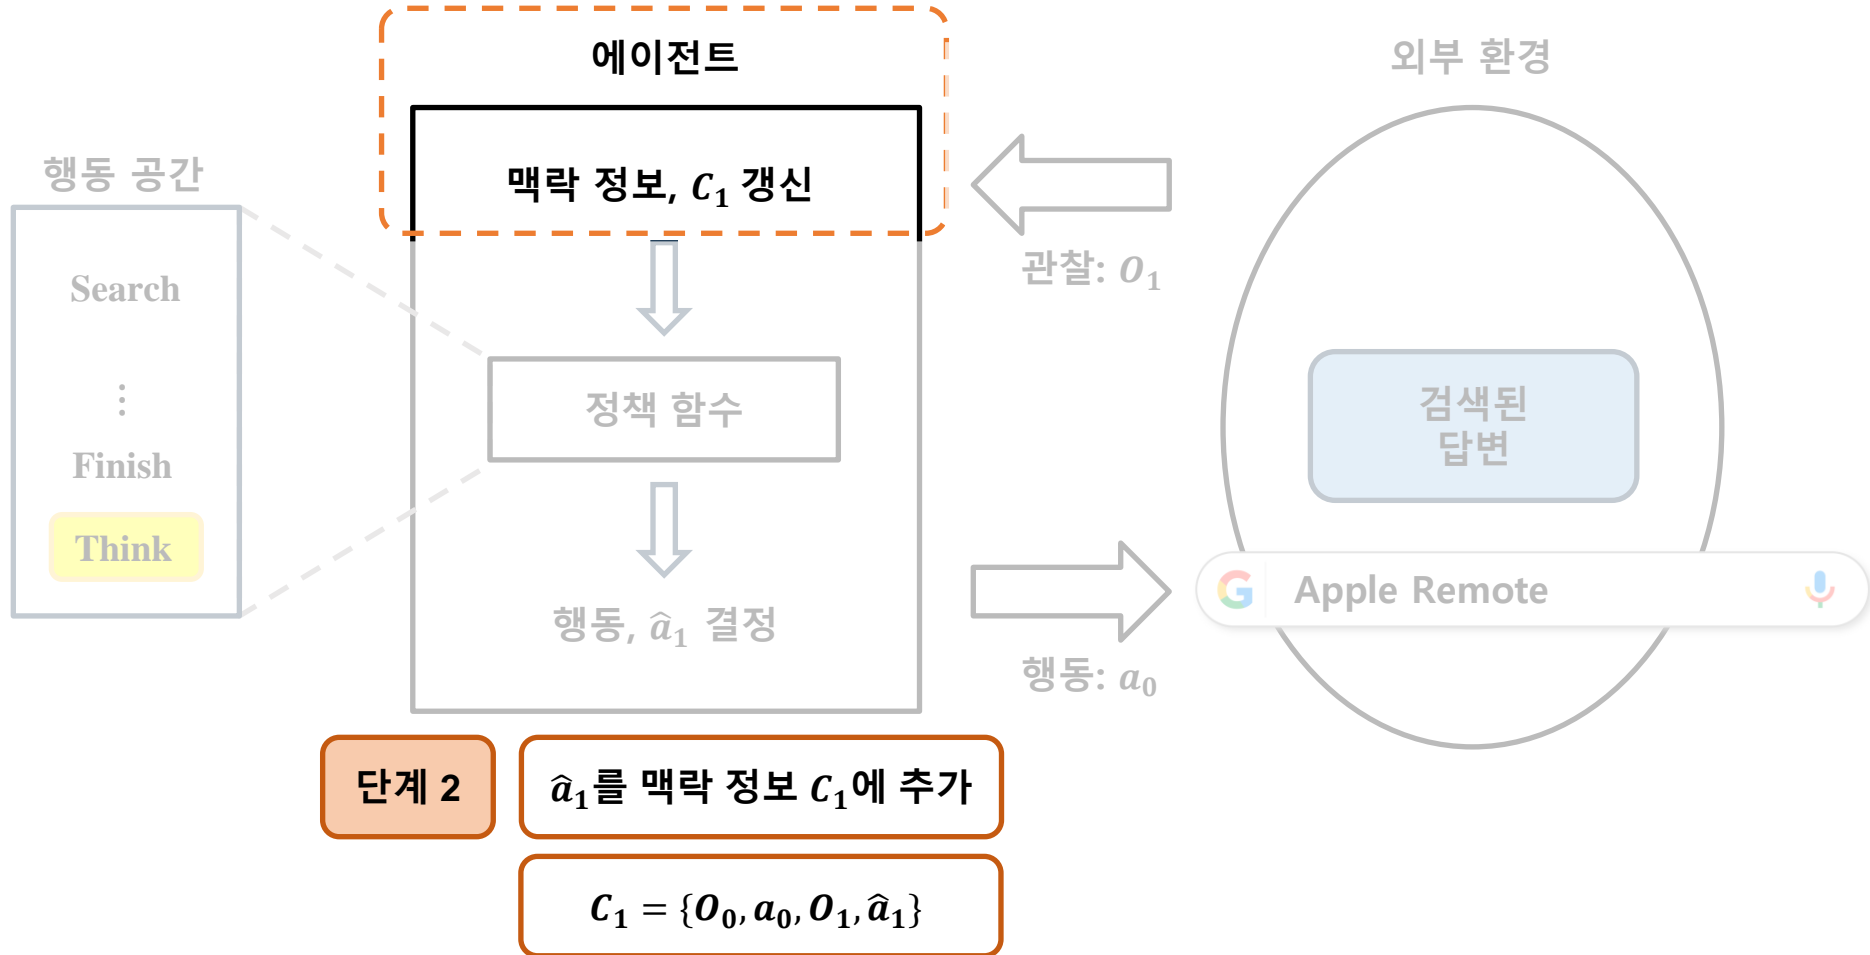 에이전트
외부 환경
행동 공간
맥락 정보, C₁ 갱신
관찰: O₁
Search
⋮
Finish
Think
정책 함수
검색된
답변
행동, â₁ 결정
G Apple Remote
행동: a₀
단계 2
â₁를 맥락 정보 C₁에 추가
C₁ = {O₀, a₀, O₁, â₁}